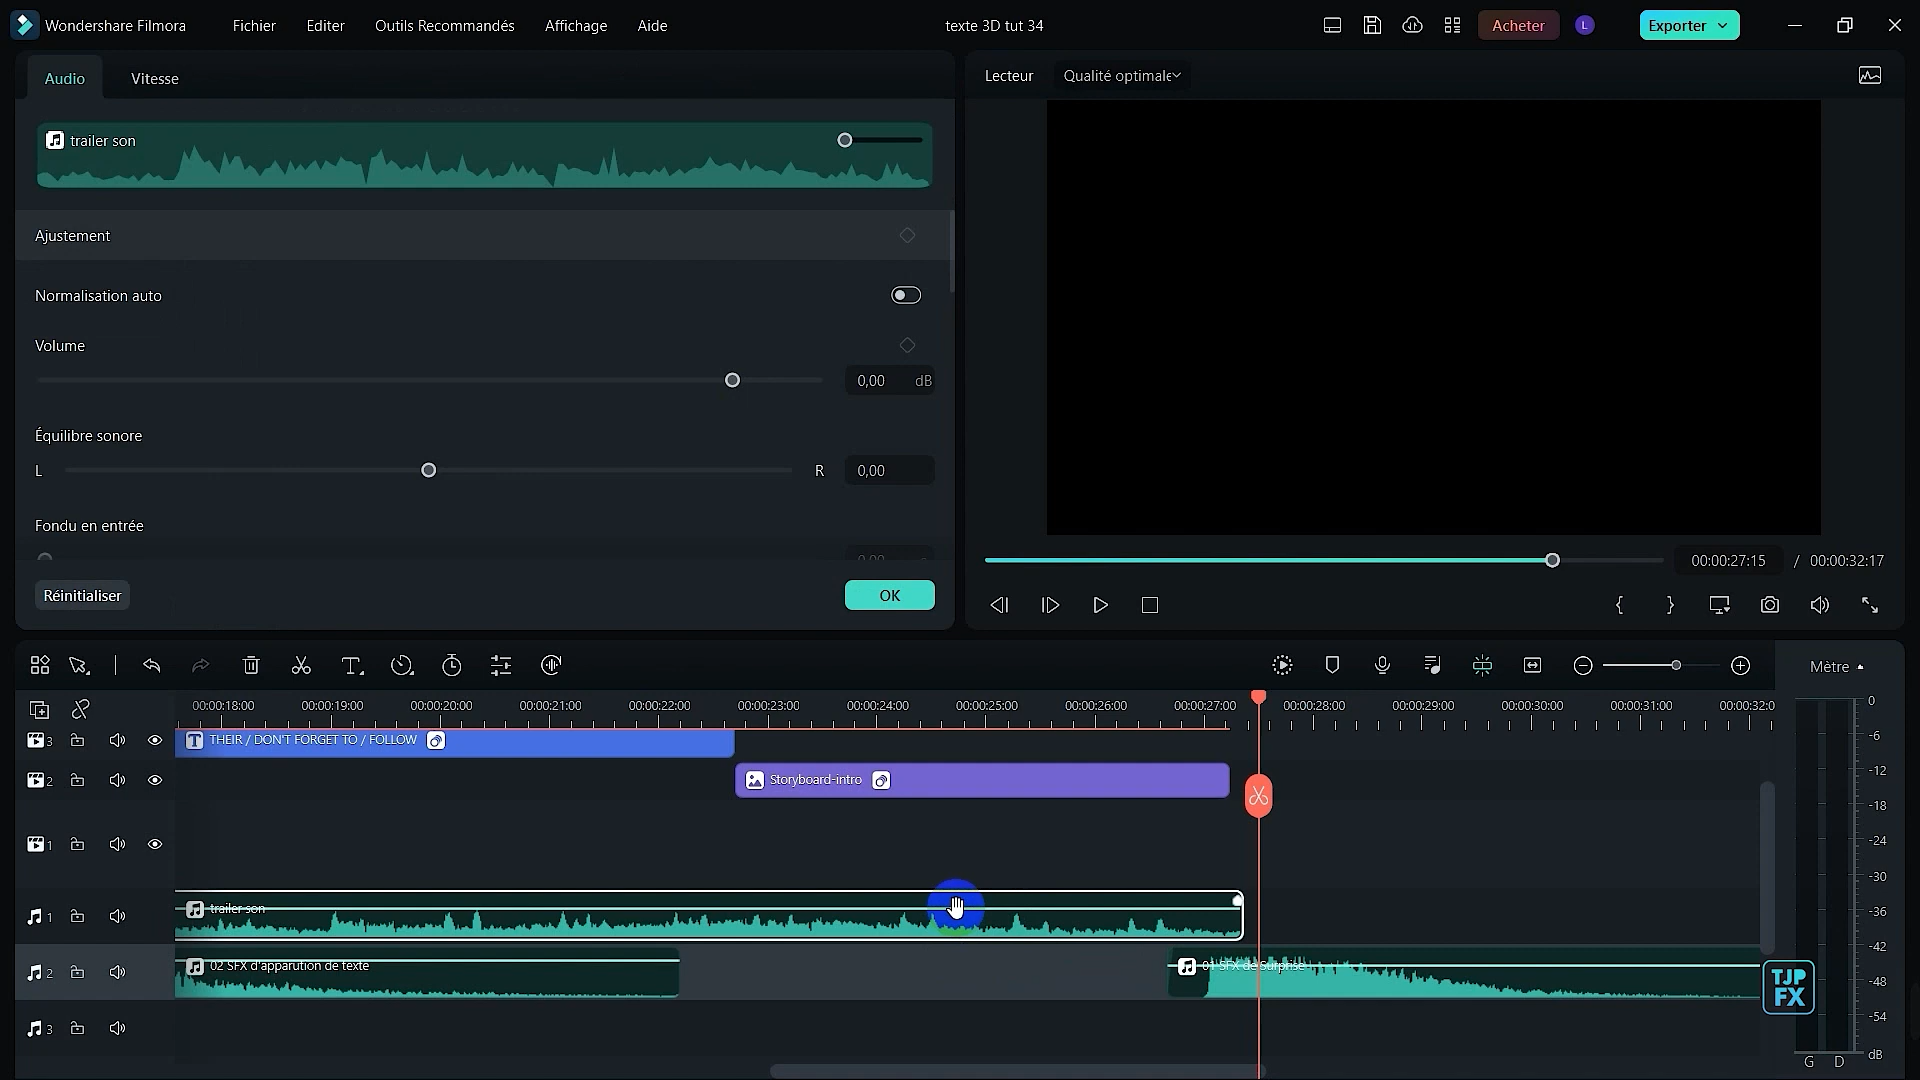 Wondershare Filmora
Fichier
Editer
Outils Recommandés
Affichage
Aide
texte 3D tut 34
Acheter
L
Exporter
Audio
Vitesse
trailer son
Ajustement
Normalisation auto
Volume
0,00 dB
Équilibre sonore
L
R
0,00
Fondu en entrée
Réinitialiser
OK
Lecteur
Qualité optimale
00:00:27:15 / 00:00:32:17
Mètre
00:00:18:00
00:00:19:00
00:00:20:00
00:00:21:00
00:00:22:00
00:00:23:00
00:00:24:00
00:00:25:00
00:00:26:00
00:00:27:00
00:00:28:00
00:00:29:00
00:00:30:00
00:00:31:00
00:00:32:0
3
THEIR / DON'T FORGET TO / FOLLOW
2
Storyboard-intro
1
1
trailer son
2
02 SFX d'apparution de texte
01 SFX de Surprise
3
0
-6
-12
-18
-24
-30
-36
-42
-48
-54
dB
G D
TJP
FX